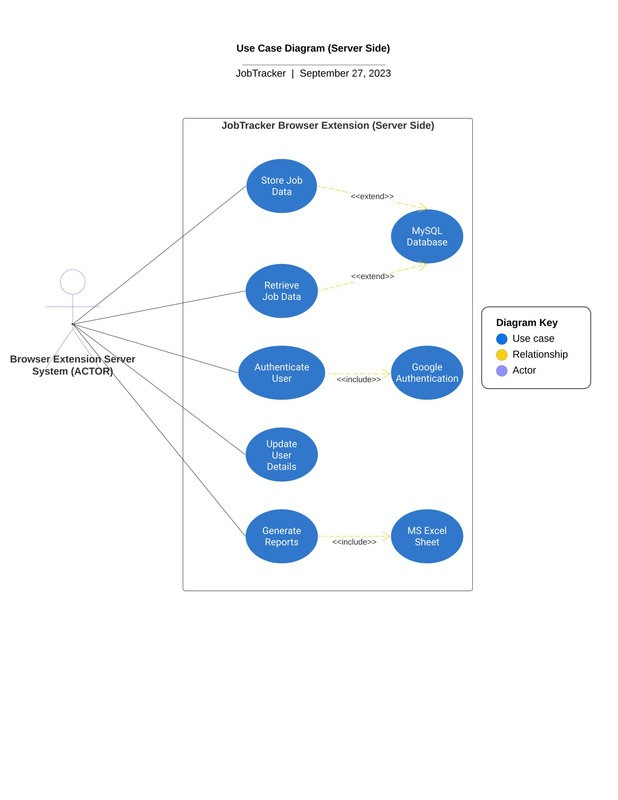 Use Case Diagram (Server Side)
JobTracker | September 27, 2023
JobTracker Browser Extension (Server Side)
Store Job
Data
<<extend>>
MySQL
Database
<<extend>>
Retrieve
Job Data
Browser Extension Server
System (ACTOR)
Authenticate
User
<<include>>
Google
Authentication
Update
User
Details
Generate
Reports
<<include>>
MS Excel
Sheet
Diagram Key
Use case
Relationship
Actor